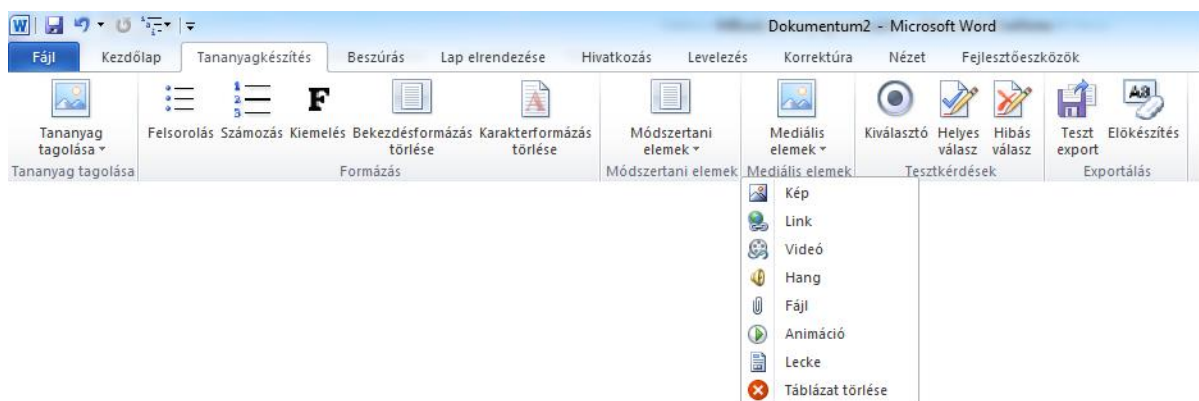 Dokumentum2 - Microsoft Word
Fájl Kezdőlap Tananyagkészítés Beszúrás Lap elrendezése Hivatkozás Levelezés Korrektúra Nézet Fejlesztőeszközök
Tananyag tagolása
Felsorolás Számozás Kiemelés Bekezdésformázás törlése Karakterformázás törlése
Módszertani elemek
Mediális elemek
Kiválasztó Helyes válasz Hibás válasz
Teszt export Elökészítés
Tananyag tagolása Formázás Módszertani elemek Mediális elemek Tesztkérdések Exportálás
Kép
Link
Videó
Hang
Fájl
Animáció
Lecke
Táblázat törlése